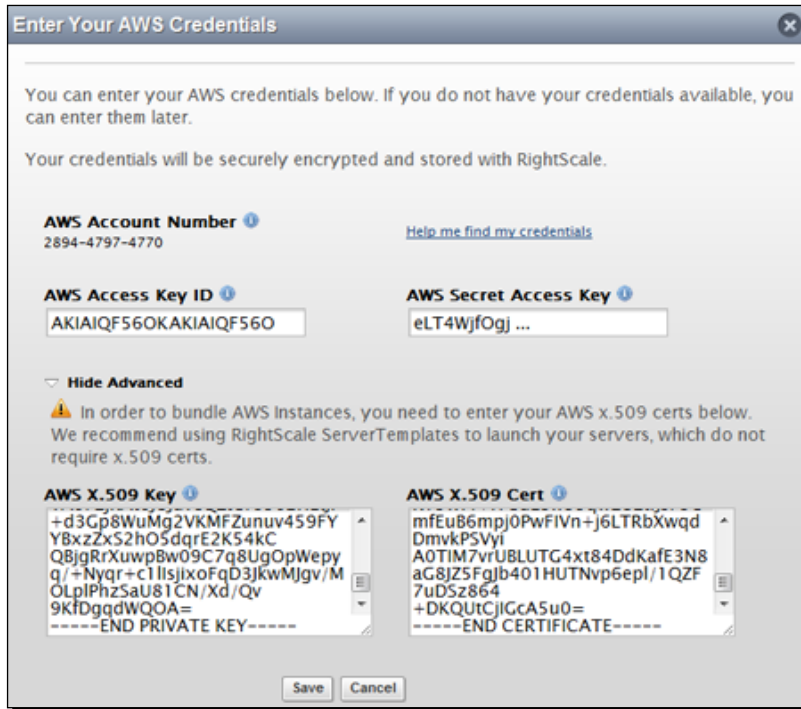 Enter Your AWS Credentials
You can enter your AWS credentials below. If you do not have your credentials available, you
can enter them later.
Your credentials will be securely encrypted and stored with RightScale.
AWS Account Number
2894-4797-4770
Help me find my credentials
AWS Access Key ID
AKIAIQF56OKAKIAIQF56O
AWS Secret Access Key
eLT4WjfOgj ...
Hide Advanced
In order to bundle AWS Instances, you need to enter your AWS x.509 certs below.
We recommend using RightScale ServerTemplates to launch your servers, which do not
require x.509 certs.
AWS X.509 Key
+d3Gp8WuMg2VKMFZunuv459FY
YBxzZxS2hO5dqrE2K54kC
QBjgRrXuwpBw09C7q8UgOpWepy
q/+Nyqr+c1lIsjixoFqD3JkwMJgv/M
OLplPhzSaU81CN/Xd/Qv
9KfDgqdWQOA=
-----END PRIVATE KEY-----
AWS X.509 Cert
mfEuB6mpj0PwFIVn+j6LTRbXwqd
DmvkPSVyi
A0TIM7vrUBLUTG4xt84DdKafE3N8
aG8JZ5FgJb401HUTNvp6epl/1QZF
7uDSz864
+DKQUtCjlGcA5u0=
-----END CERTIFICATE-----
Save
Cancel